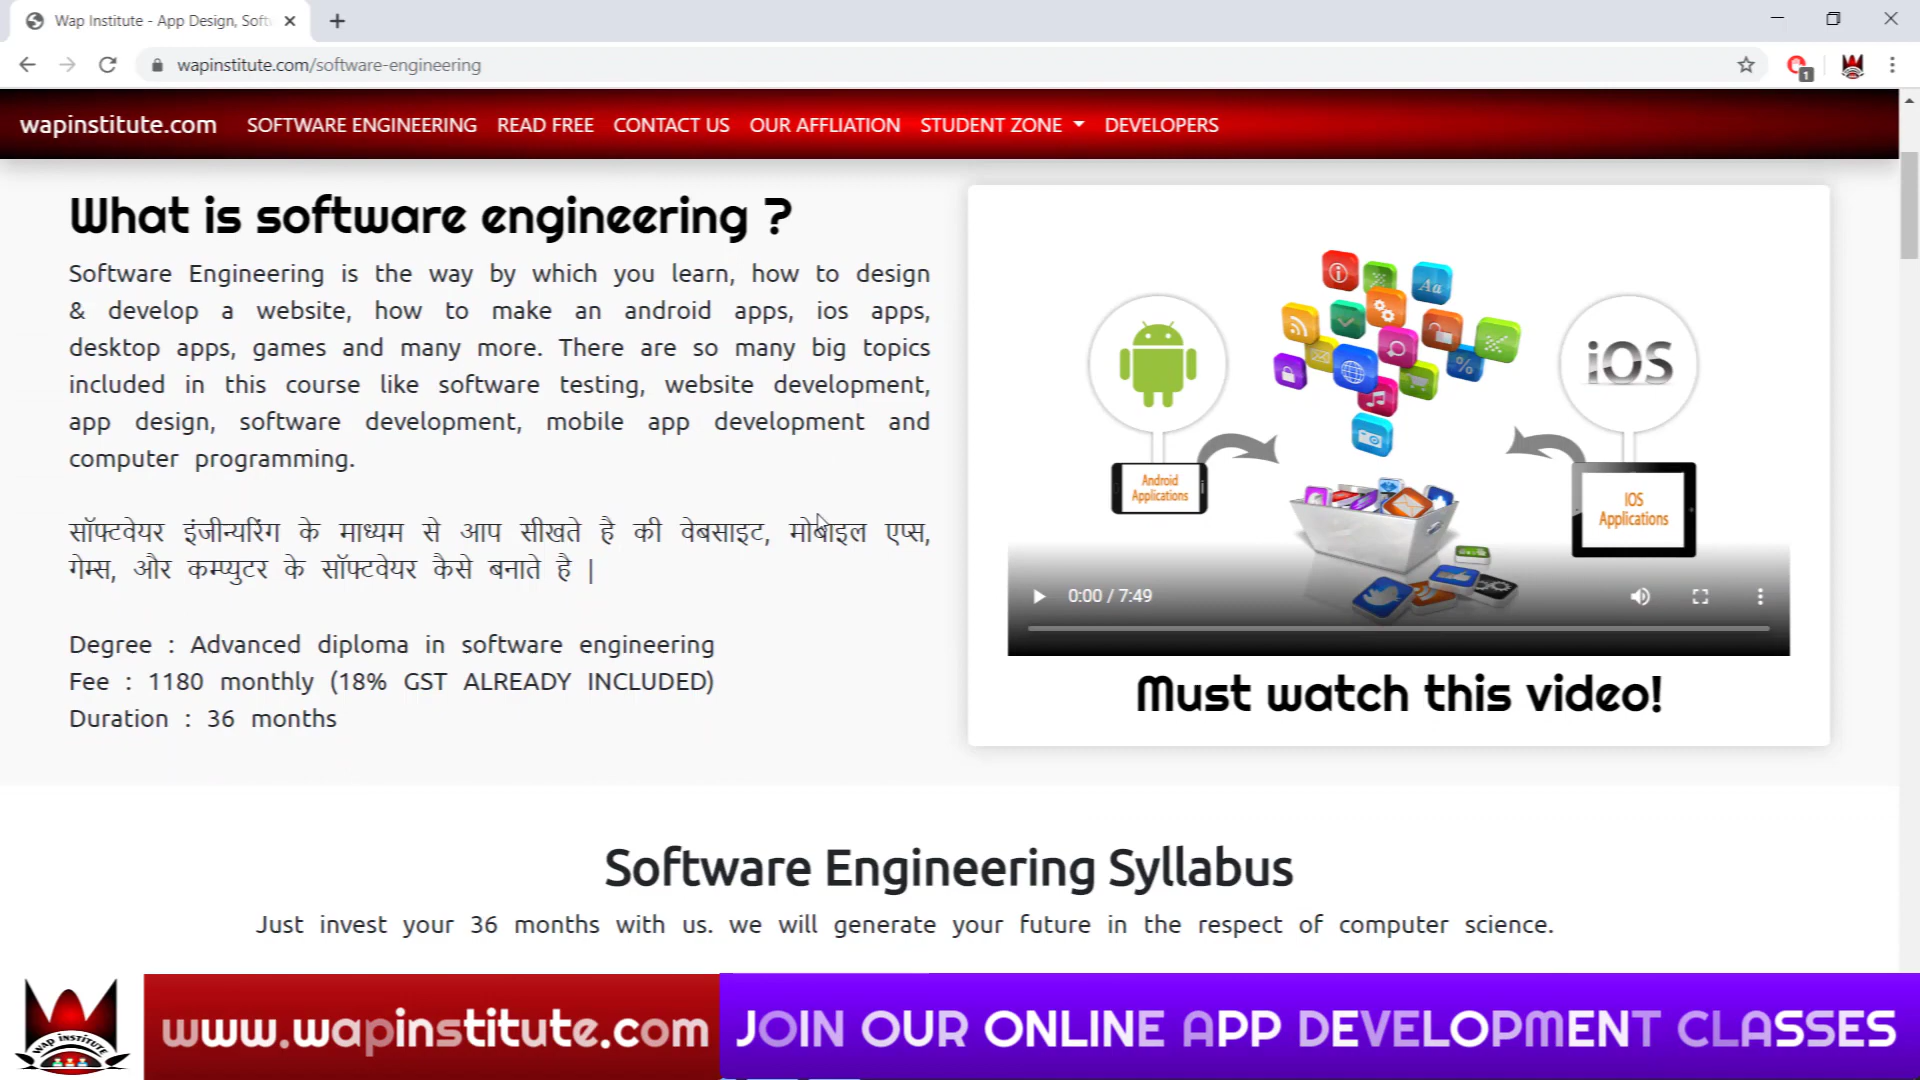 Wap Institute - App Design, Soft
wapinstitute.com/software-engineering
1
wapinstitute.com SOFTWARE ENGINEERING READ FREE CONTACT US OUR AFFLIATION STUDENT ZONE DEVELOPERS
What is software engineering ?
Software Engineering is the way by which you learn, how to design
& develop a website, how to make an android apps, ios apps,
desktop apps, games and many more. There are so many big topics
included in this course like software testing, website development,
app design, software development, mobile app development and
computer programming.
सॉफ्टवेयर इंजीन्यरिंग के माध्यम से आप सीखते है की वेबसाइट, मोबाइल एप्स,
गेम्स, और कम्प्युटर के सॉफ्टवेयर कैसे बनाते है |
Degree : Advanced diploma in software engineering
Fee : 1180 monthly (18% GST ALREADY INCLUDED)
Duration : 36 months
Aa
%
iOS
Android
Applications
IOS
Applications
0:00 / 7:49
Must watch this video!
Software Engineering Syllabus
Just invest your 36 months with us. we will generate your future in the respect of computer science.
WAP INSTITUTE
www.wapinstitute.com
JOIN OUR ONLINE APP DEVELOPMENT CLASSES